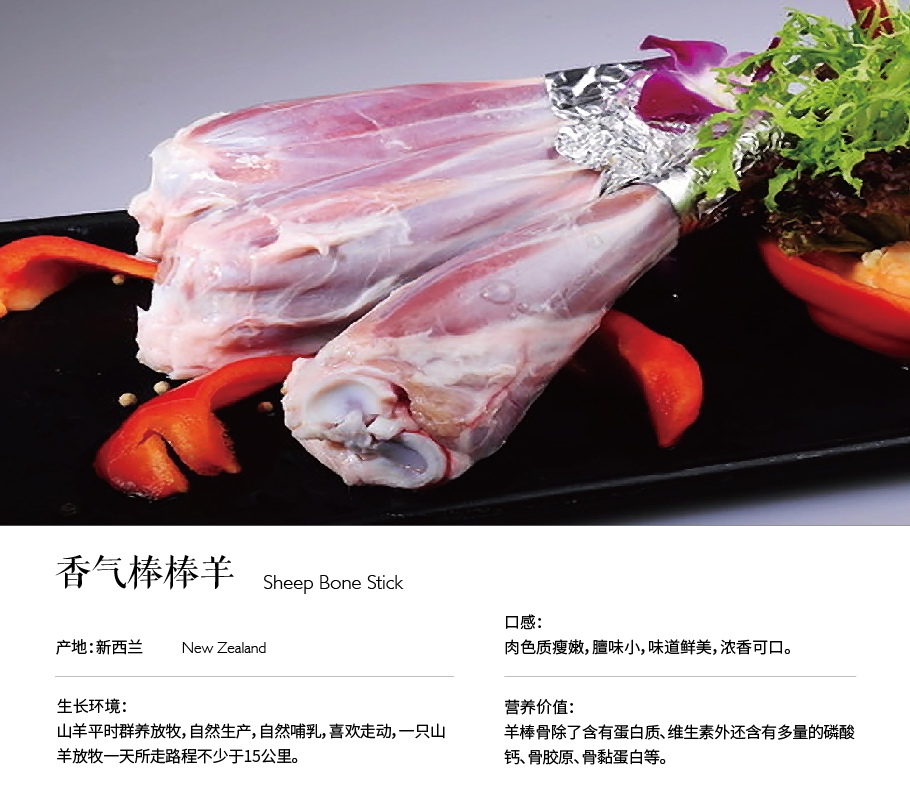 香气棒棒羊 Sheep Bone Stick
产地：新西兰 New Zealand
生长环境：
山羊平时群养放牧，自然生产，自然哺乳，喜欢走动，一只山
羊放牧一天所走路程不少于15公里。
口感：
肉色质瘦嫩，膻味小，味道鲜美，浓香可口。
营养价值：
羊棒骨除了含有蛋白质、维生素外还含有多量的磷酸
钙、骨胶原、骨黏蛋白等。